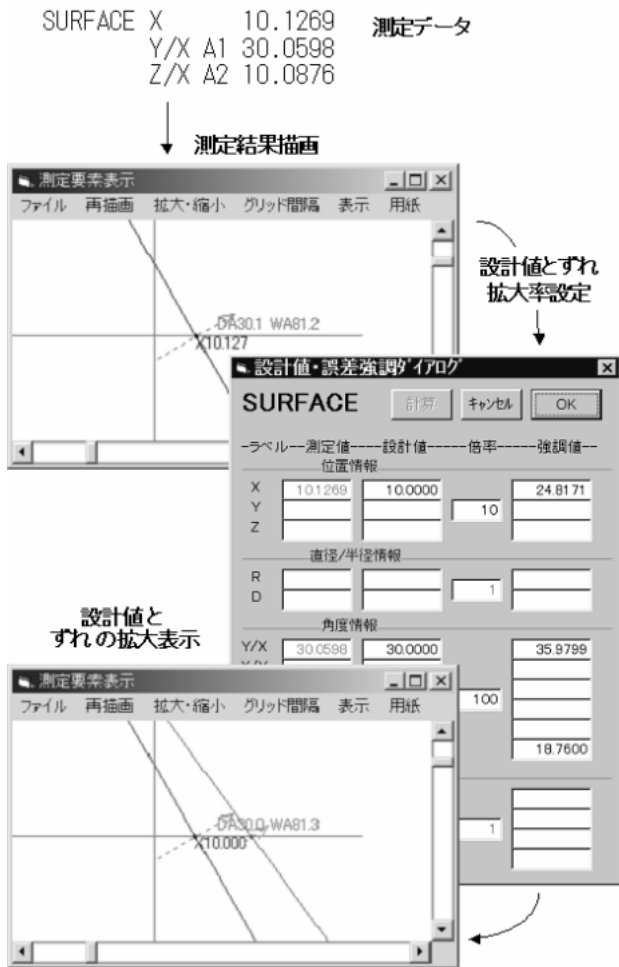 SURFACE X 10.1269
Y/X A1 30.0598
Z/X A2 10.0876
測定データ
測定結果描画
測定要素表示
ファイル 再描画 拡大・縮小 グリッド間隔 表示 用紙
DA30.1 WA81.2
X10.127
設計値とずれ
拡大率設定
設計値・誤差強調ダイアログ
SURFACE 計算 キャンセル OK
-ラベル--測定値----設計値-----倍率-----強調値--
位置情報
X 10.1269 10.0000 24.8171
Y 10
Z
直径/半径情報
R
D 1
角度情報
Y/X 30.0598 30.0000 35.9799
100
18.7600
1
設計値と
ずれの拡大表示
測定要素表示
ファイル 再描画 拡大・縮小 グリッド間隔 表示 用紙
DA30.0 WA81.3
X10.000